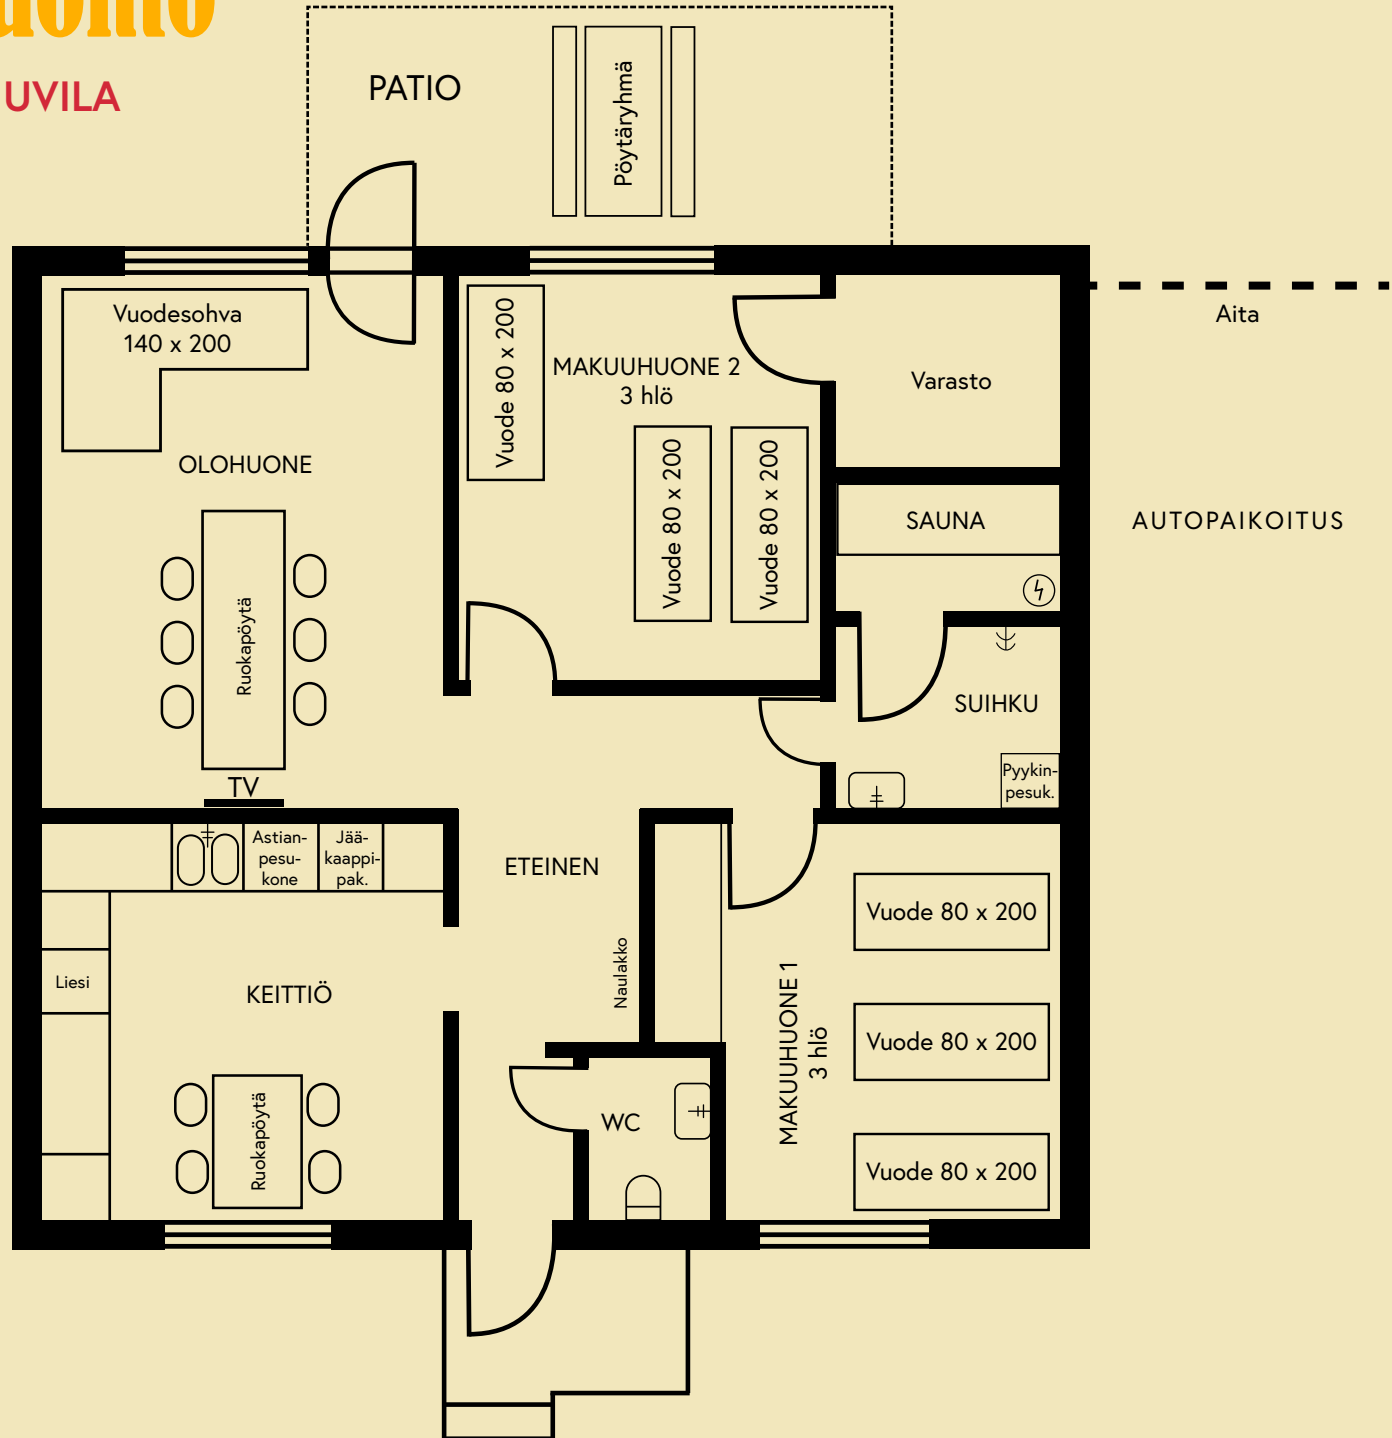 UVILA
PATIO
Pöytäryhmä
Vuodesohva
140 x 200
OLOHUONE
Ruokapöytä
TV
Vuode 80 x 200
MAKUUHUONE 2
3 hlö
Vuode 80 x 200
Vuode 80 x 200
Varasto
Aita
SAUNA
AUTOPAIKOITUS
SUIHKU
Pyykin-
pesuk.
Astian-
pesu-
kone
Jää-
kaappi-
pak.
Liesi
KEITTIÖ
Ruokapöytä
ETEINEN
Naulakko
WC
MAKUUHUONE 1
3 hlö
Vuode 80 x 200
Vuode 80 x 200
Vuode 80 x 200